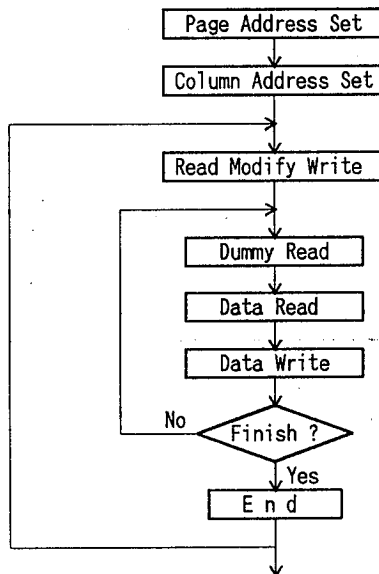 Page Address Set
Column Address Set
Read Modify Write
Dummy Read
Data Read
Data Write
No
Finish ?
Yes
E n d